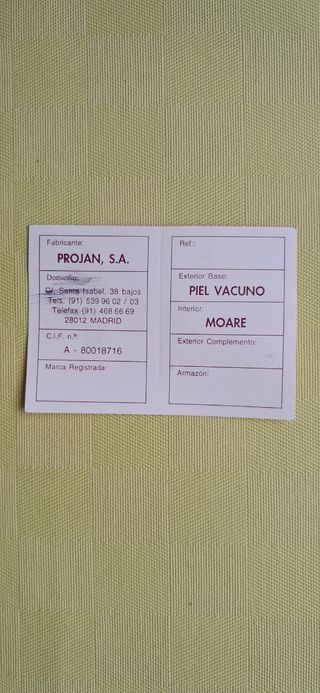 Fabricante:
PROJAN, S.A.
Domicilio:
C/. Santa Isabel, 38 bajos
Tels. (91) 539 96 02 / 03
Telefax (91) 468 66 69
28012 MADRID
C.I.F. n.º:
A - 80018716
Marca Registrada:
Ref.:
Exterior Base:
PIEL VACUNO
Interior:
MOARE
Exterior Complemento:
Armazón: